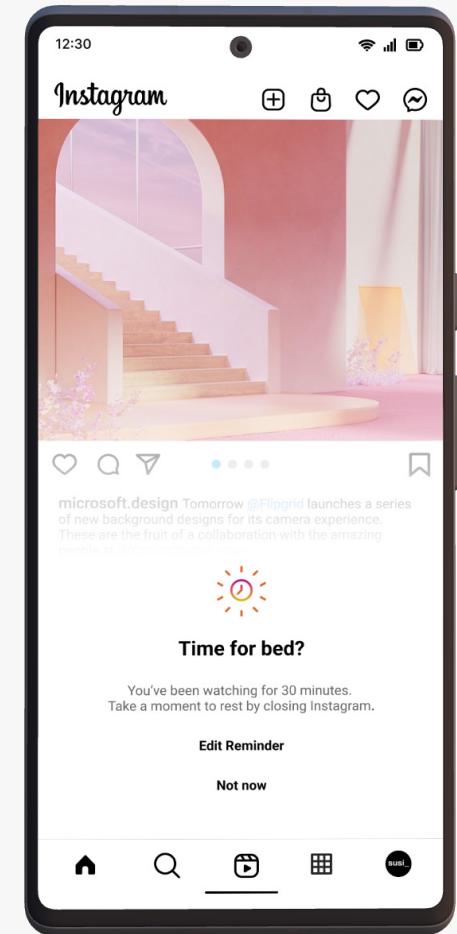 12:30
Instagram
microsoft.design Tomorrow @Flipgrid launches a series
of new background designs for its camera experience.
These are the fruit of a collaboration with the amazing
people at
Time for bed?
You've been watching for 30 minutes.
Take a moment to rest by closing Instagram.
Edit Reminder
Not now
susi_